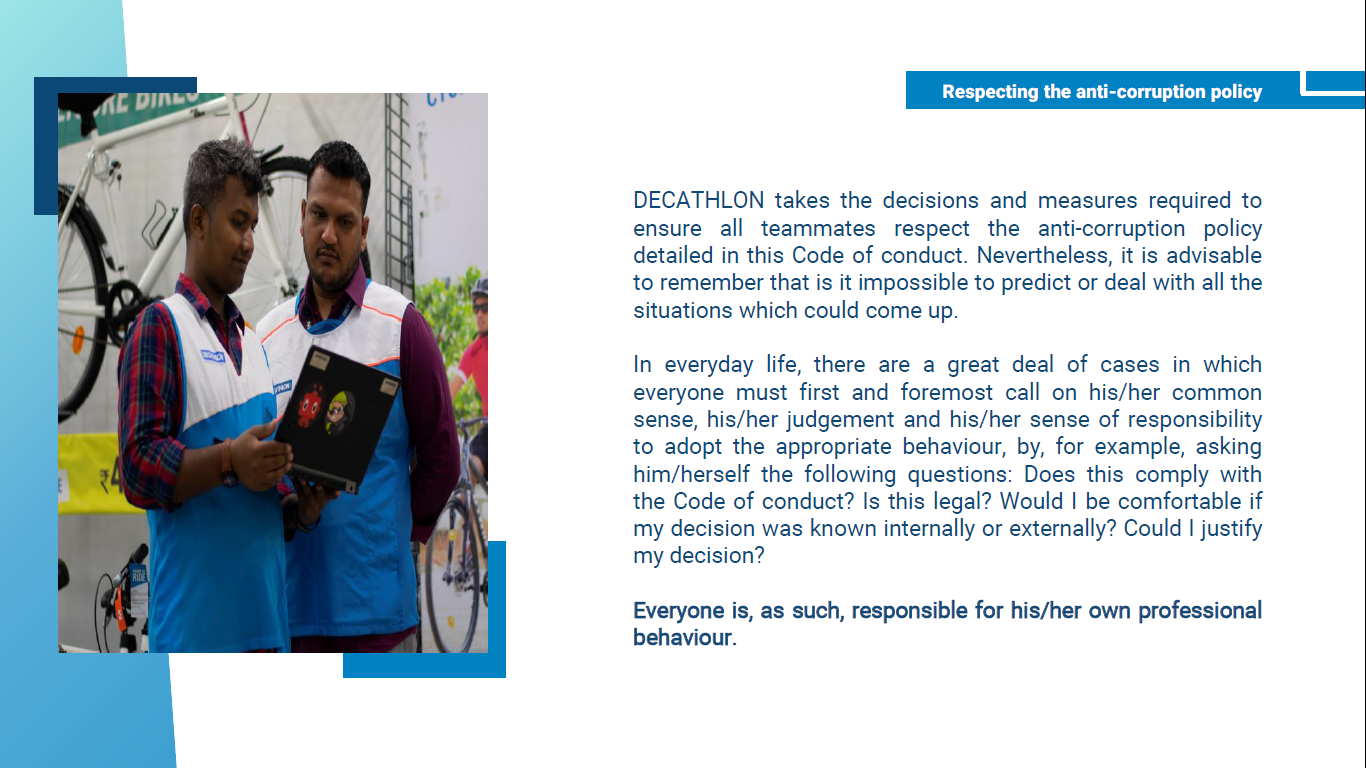 Respecting the anti-corruption policy
DECATHLON takes the decisions and measures required to
ensure all teammates respect the anti-corruption policy
detailed in this Code of conduct. Nevertheless, it is advisable
to remember that is it impossible to predict or deal with all the
situations which could come up.
In everyday life, there are a great deal of cases in which
everyone must first and foremost call on his/her common
sense, his/her judgement and his/her sense of responsibility
to adopt the appropriate behaviour, by, for example, asking
him/herself the following questions: Does this comply with
the Code of conduct? Is this legal? Would I be comfortable if
my decision was known internally or externally? Could I justify
my decision?
Everyone is, as such, responsible for his/her own professional
behaviour.
BIKES
DECATHLON
₹4
RIDE